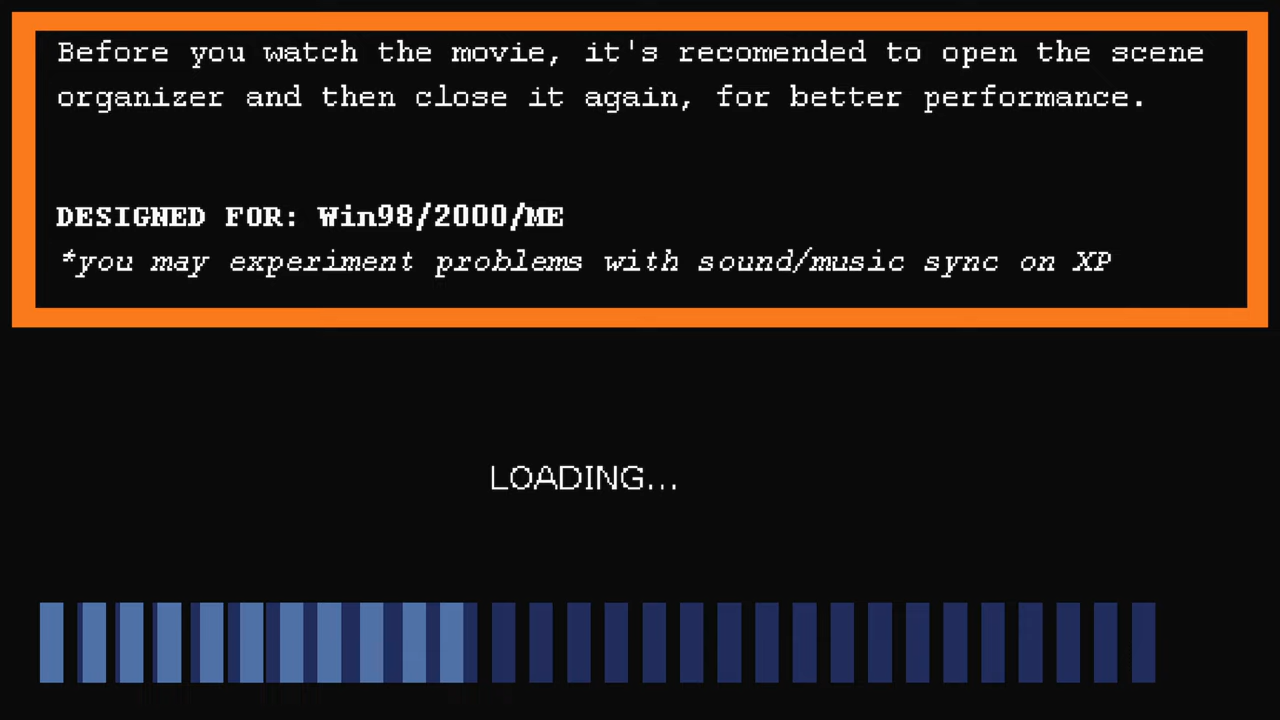 Before you watch the movie, it's recomended to open the scene
organizer and then close it again, for better performance.
DESIGNED FOR: Win98/2000/ME
*you may experiment problems with sound/music sync on XP
LOADING...